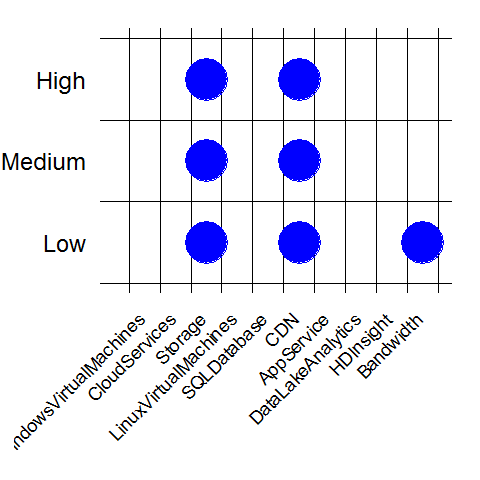 High
Medium
Low
ndowsVirtualMachines
CloudServices
Storage
LinuxVirtualMachines
SQLDatabase
CDN
AppService
DataLakeAnalytics
HDInsight
Bandwidth